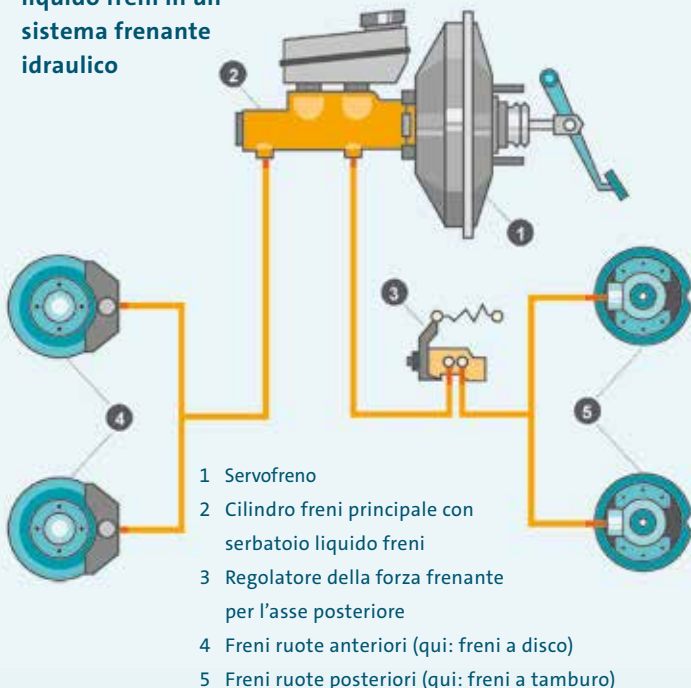 liquido freni in un
sistema frenante
idraulico
2
1
3
4
5
1 Servofreno
2 Cilindro freni principale con
serbatoio liquido freni
3 Regolatore della forza frenante
per l'asse posteriore
4 Freni ruote anteriori (qui: freni a disco)
5 Freni ruote posteriori (qui: freni a tamburo)